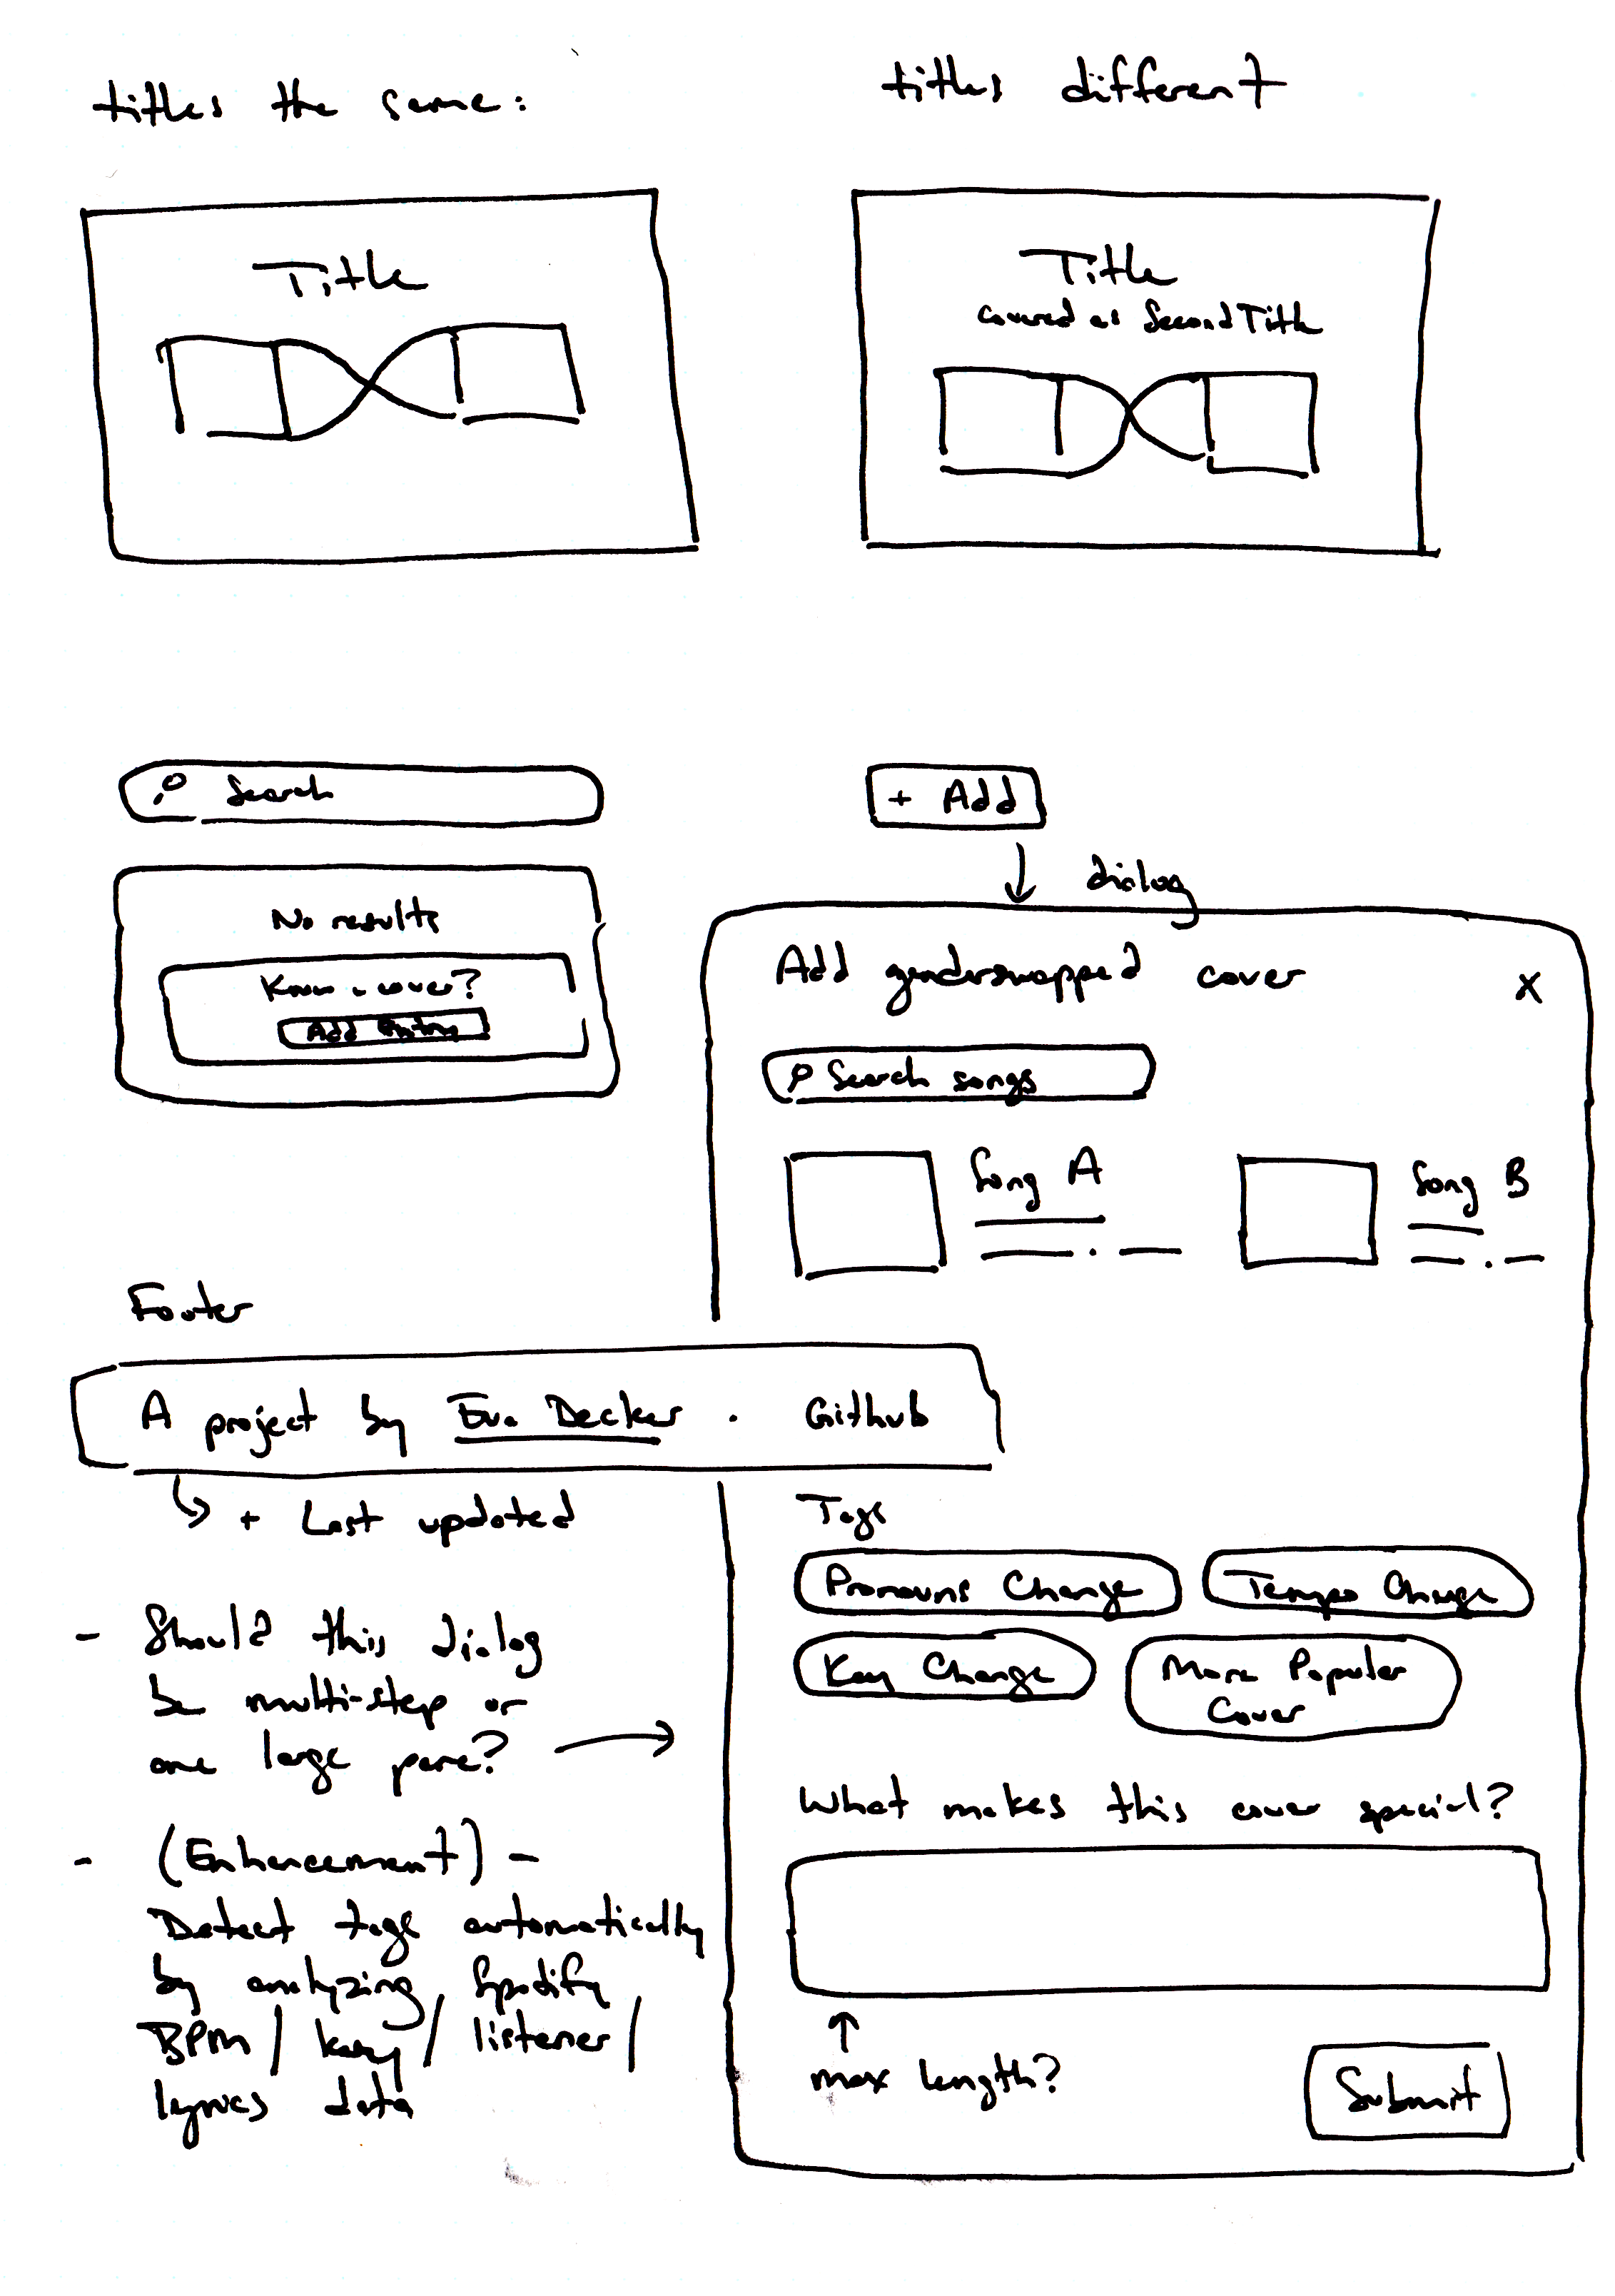 titles the same:
Title
titles different
Title
covered as Second Title
Search
No results
Know a cover?
Add Entry
+ Add
dialog
Add genderswapped cover
x
Search songs
Song A
Song B
Footer
A project by Eva Decker . Github
+ Last updated
- Should this dialog
be multi-step or
one large pane?
- (Enhancement) -
Detect tags automatically
by analyzing Spotify
BPM / key / listener /
lyrics data
Tags
Pronouns Change
Tempo Change
Key Change
More Popular
Cover
What makes this cover special?
max length?
Submit